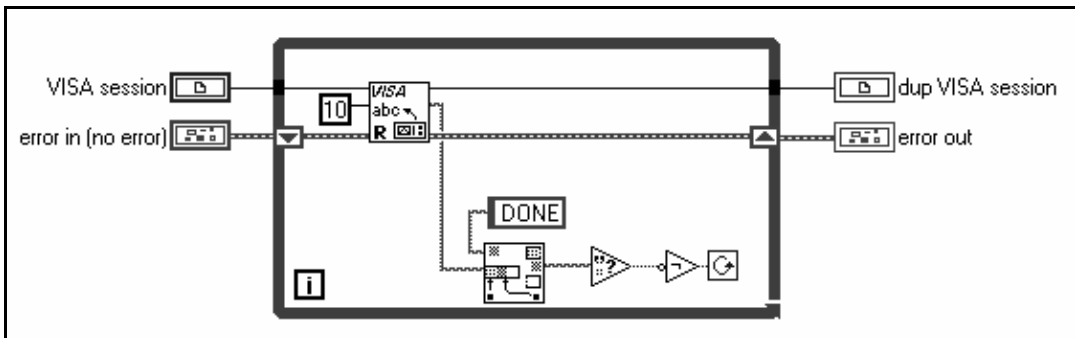 VISA session
dup VISA session
VISA
abc
10
R
error in (no error)
error out
DONE
"?
i